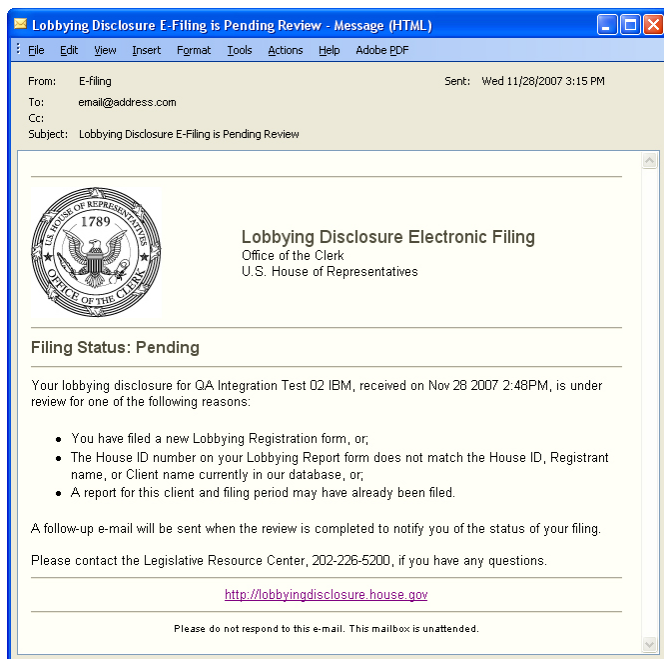 Lobbying Disclosure E-Filing is Pending Review - Message (HTML)
File Edit View Insert Format Tools Actions Help Adobe PDF
From: E-filing Sent: Wed 11/28/2007 3:15 PM
To: email@address.com
Cc:
Subject: Lobbying Disclosure E-Filing is Pending Review
U.S. HOUSE OF REPRESENTATIVES
1789
OFFICE OF THE CLERK
Lobbying Disclosure Electronic Filing
Office of the Clerk
U.S. House of Representatives
Filing Status: Pending
Your lobbying disclosure for QA Integration Test 02 IBM, received on Nov 28 2007 2:48PM, is under
review for one of the following reasons:
• You have filed a new Lobbying Registration form, or;
• The House ID number on your Lobbying Report form does not match the House ID, Registrant
name, or Client name currently in our database, or;
• A report for this client and filing period may have already been filed.
A follow-up e-mail will be sent when the review is completed to notify you of the status of your filing.
Please contact the Legislative Resource Center, 202-226-5200, if you have any questions.
http://lobbyingdisclosure.house.gov
Please do not respond to this e-mail. This mailbox is unattended.